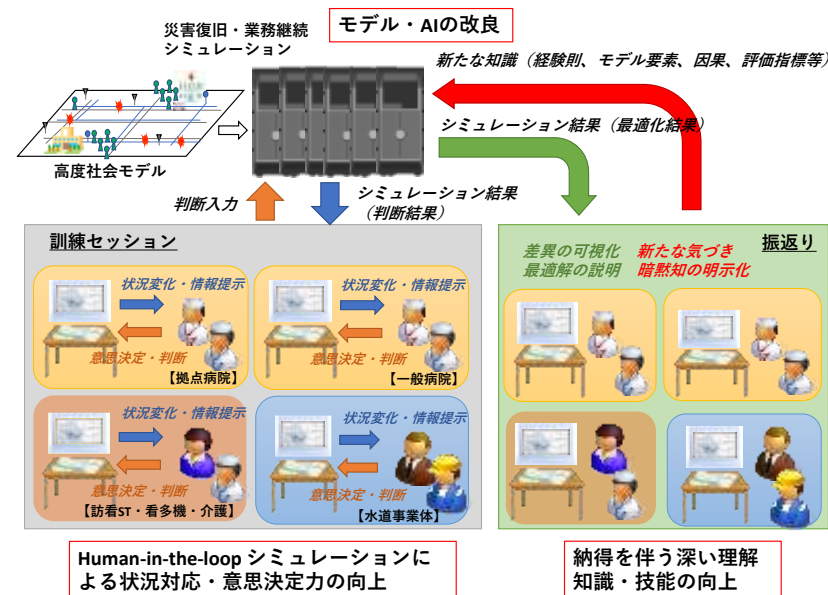 モデル・AIの改良
災害復旧・業務継続
シミュレーション
新たな知識（経験則、モデル要素、因果、評価指標等）
シミュレーション結果（最適化結果）
高度社会モデル
判断入力
シミュレーション結果
（判断結果）
訓練セッション
状況変化・情報提示
意思決定・判断
【拠点病院】
状況変化・情報提示
意思決定・判断
【一般病院】
状況変化・情報提示
意思決定・判断
【訪看ST・看多機・介護】
状況変化・情報提示
意思決定・判断
【水道事業体】
振返り
差異の可視化
最適解の説明
新たな気づき
暗黙知の明示化
Human-in-the-loop シミュレーションに
よる状況対応・意思決定力の向上
納得を伴う深い理解
知識・技能の向上